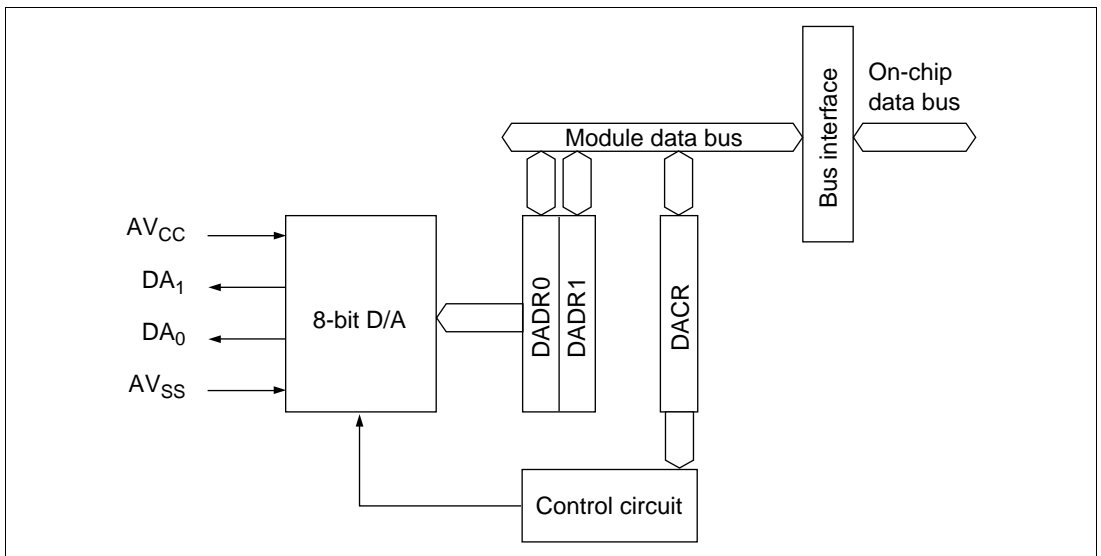 On-chip
data bus
Bus interface
Module data bus
AVCC
DA1
DA0
AVSS
8-bit D/A
DADR0
DADR1
DACR
Control circuit